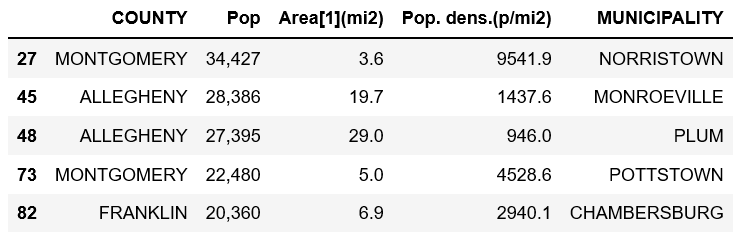 COUNTY Pop Area[1](mi2) Pop. dens.(p/mi2) MUNICIPALITY
27 MONTGOMERY 34,427 3.6 9541.9 NORRISTOWN
45 ALLEGHENY 28,386 19.7 1437.6 MONROEVILLE
48 ALLEGHENY 27,395 29.0 946.0 PLUM
73 MONTGOMERY 22,480 5.0 4528.6 POTTSTOWN
82 FRANKLIN 20,360 6.9 2940.1 CHAMBERSBURG